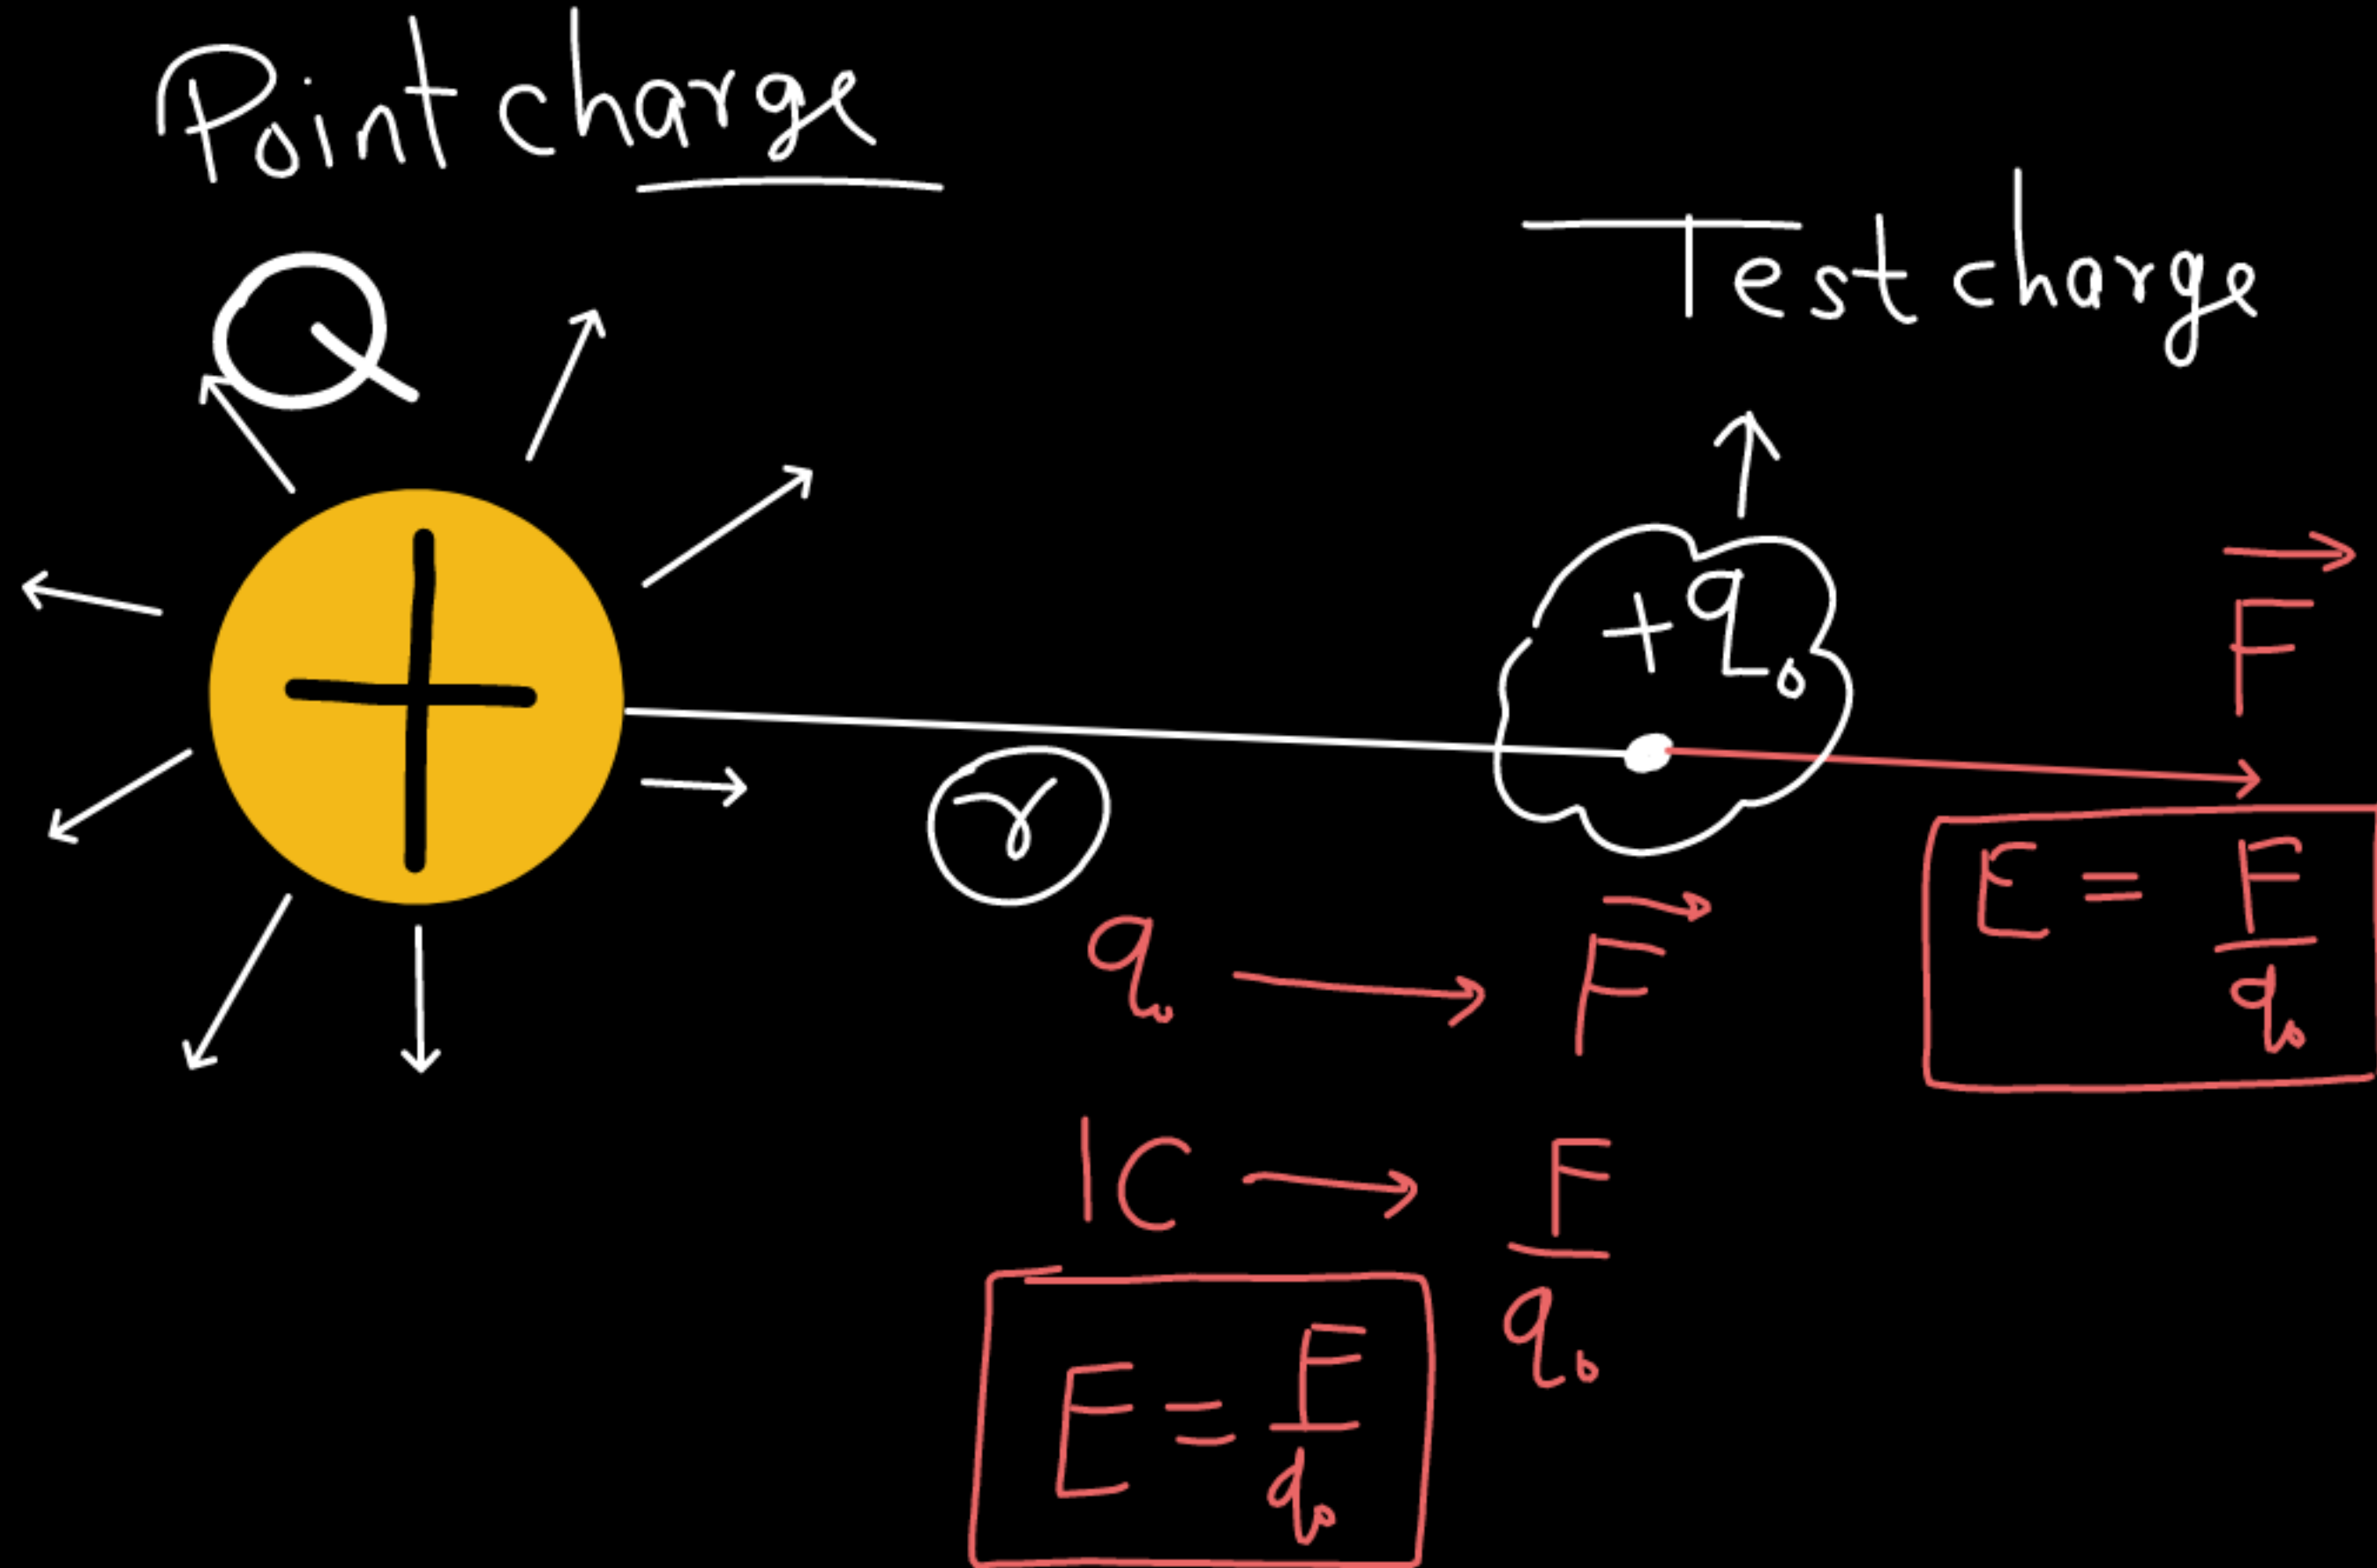 Point charge
Test charge
Q
+
+q₀
F⃗
r
E = F/q₀
q₀ → F⃗
1C → F/q₀
E = F/q₀